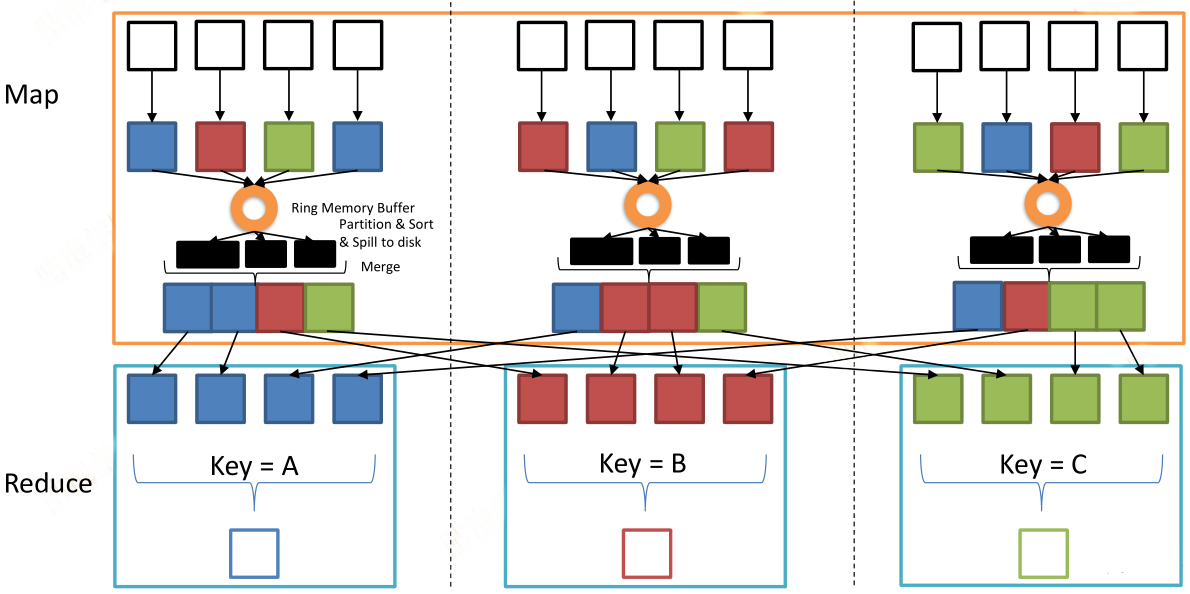 Map
Ring Memory Buffer
Partition & Sort
& Spill to disk
Merge
Reduce
Key = A
Key = B
Key = C